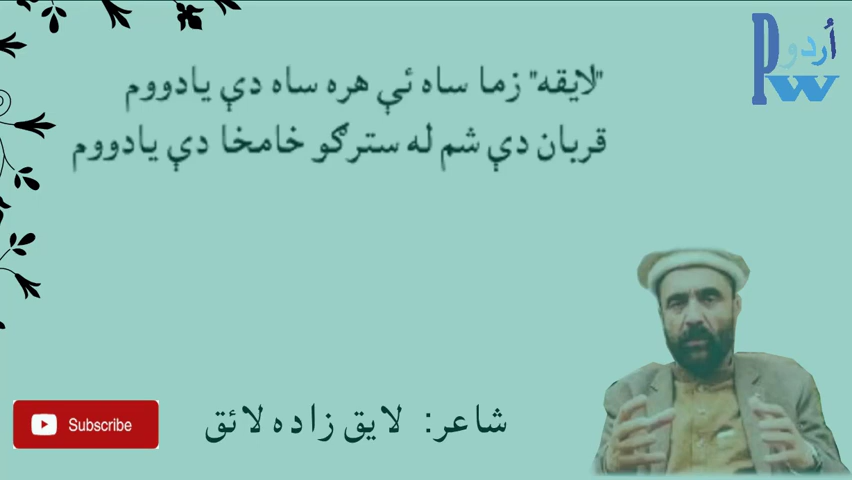 اُردو
PW
"لایقه" زما ساه ئې هره ساه دې یادووم
قربان دې شم له سترګو خامخا دې یادووم
شاعر: لایق زاده لائق
Subscribe